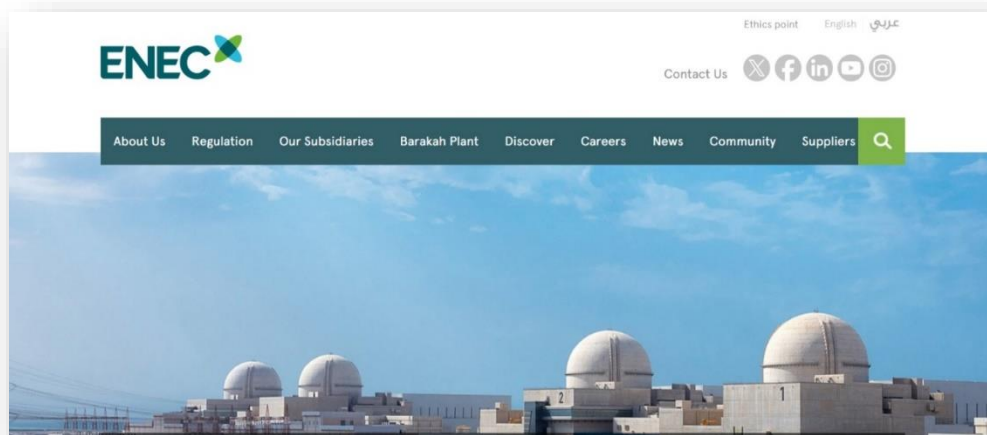 Ethics point English عربي
ENEC
Contact Us
About Us Regulation Our Subsidiaries Barakah Plant Discover Careers News Community Suppliers
2
1